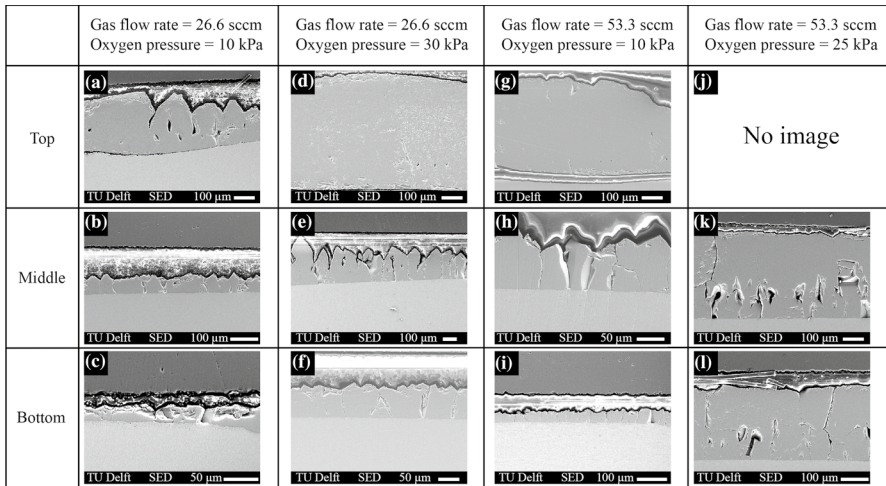 Gas flow rate = 26.6 sccm
Oxygen pressure = 10 kPa
Gas flow rate = 26.6 sccm
Oxygen pressure = 30 kPa
Gas flow rate = 53.3 sccm
Oxygen pressure = 10 kPa
Gas flow rate = 53.3 sccm
Oxygen pressure = 25 kPa
Top
(a)
TU Delft SED 100 µm
(d)
TU Delft SED 100 µm
(g)
TU Delft SED 100 µm
(j)
No image
Middle
(b)
TU Delft SED 100 µm
(e)
TU Delft SED 100 µm
(h)
TU Delft SED 50 µm
(k)
TU Delft SED 100 µm
Bottom
(c)
TU Delft SED 50 µm
(f)
TU Delft SED 50 µm
(i)
TU Delft SED 100 µm
(l)
TU Delft SED 100 µm